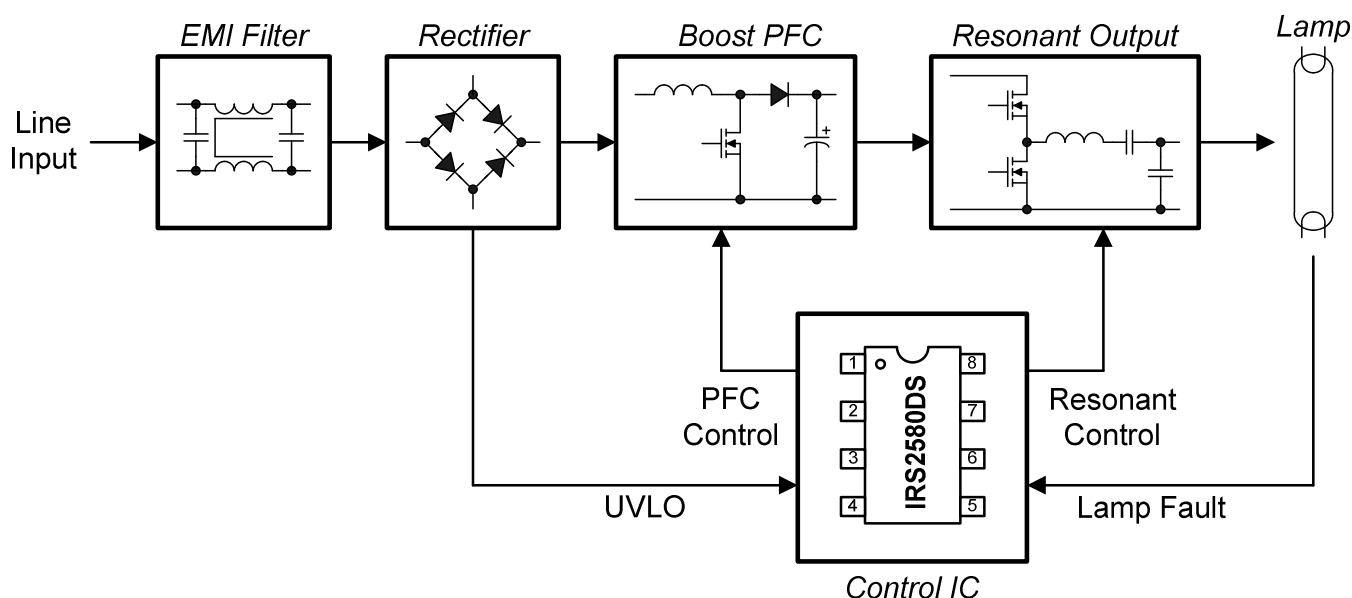 EMI Filter
Rectifier
Boost PFC
Resonant Output
Lamp
Line
Input
+
PFC
Control
1
2
3
4
IRS2580DS
8
7
6
5
Resonant
Control
UVLO
Lamp Fault
Control IC